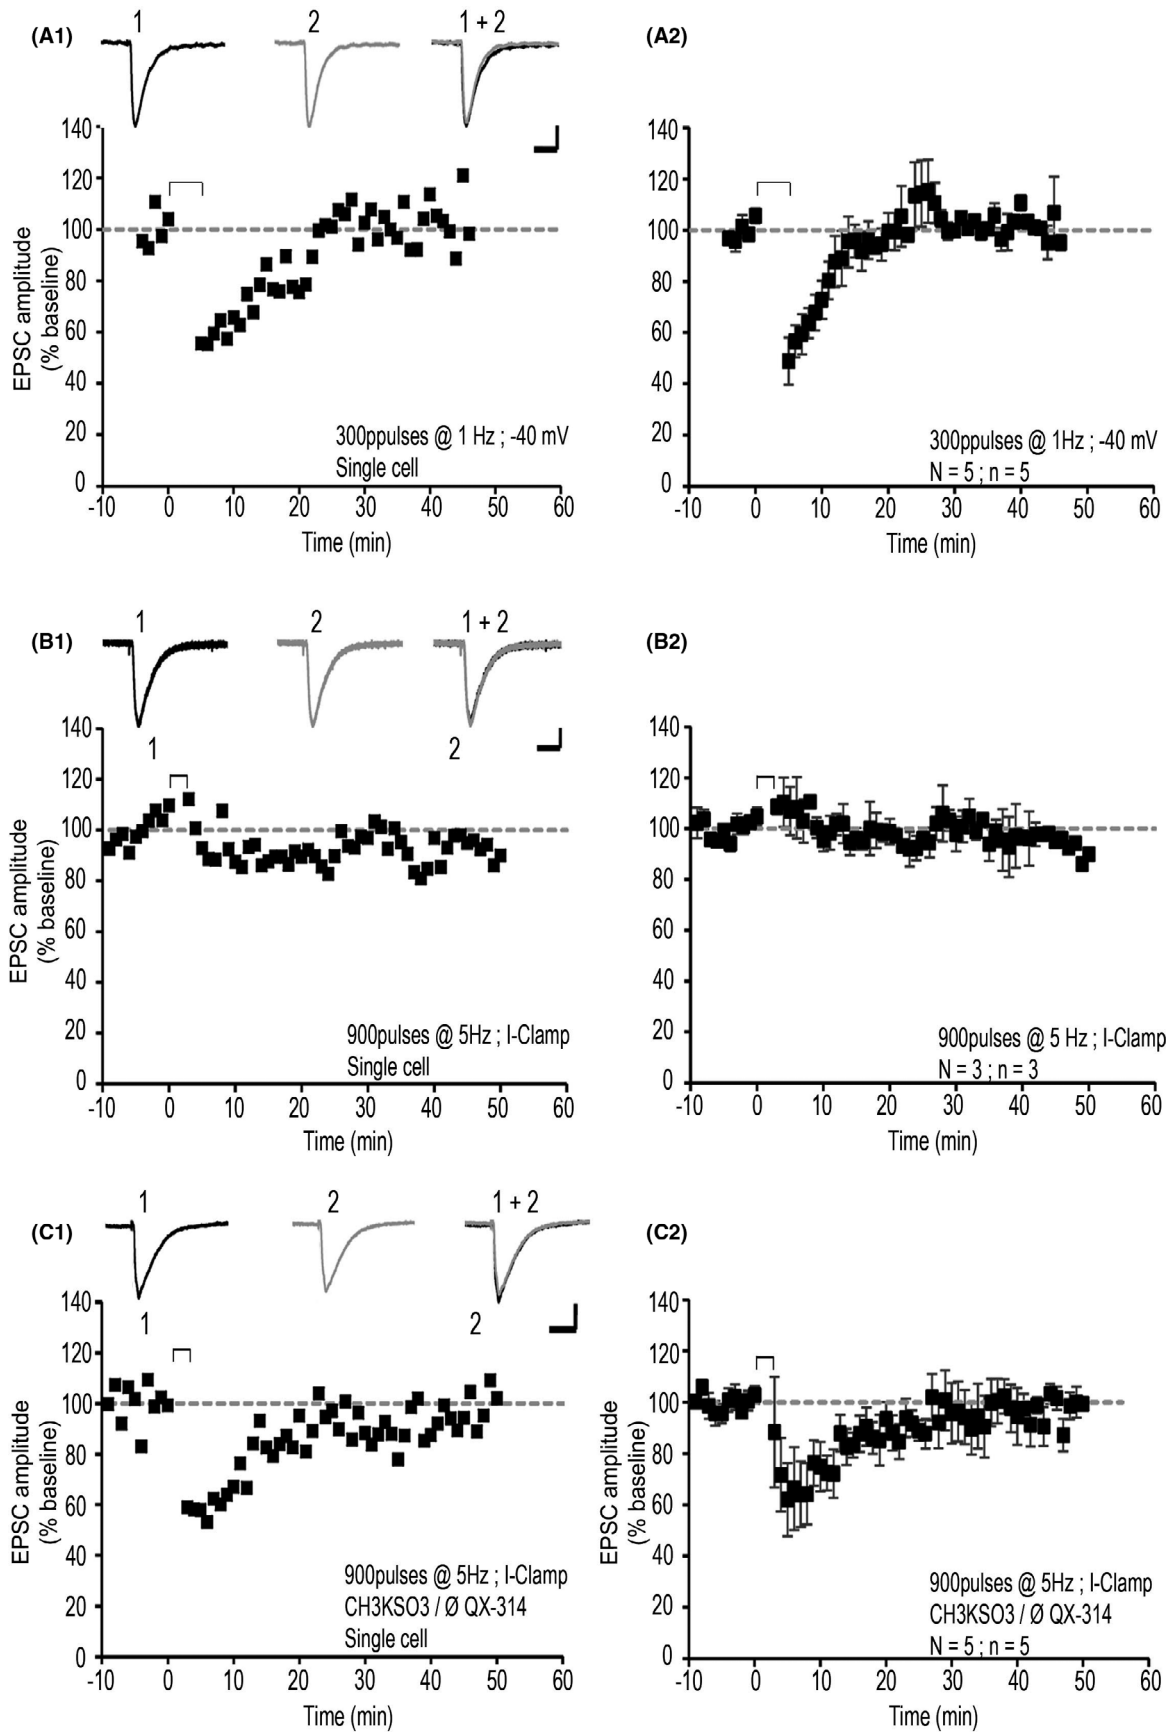 (A1)
1
2
1 + 2
140
120
100
80
60
40
20
0
EPSC amplitude
(% baseline)
300ppulses @ 1 Hz ; -40 mV
Single cell
-10 0 10 20 30 40 50 60
Time (min)
(A2)
140
120
100
80
60
40
20
0
300ppulses @ 1Hz ; -40 mV
N = 5 ; n = 5
-10 0 10 20 30 40 50 60
Time (min)
(B1)
1
2
1 + 2
1
2
140
120
100
80
60
40
20
0
EPSC amplitude
(% baseline)
900pulses @ 5Hz ; I-Clamp
Single cell
-10 0 10 20 30 40 50 60
Time (min)
(B2)
140
120
100
80
60
40
20
0
900pulses @ 5 Hz ; I-Clamp
N = 3 ; n = 3
-10 0 10 20 30 40 50 60
Time (min)
(C1)
1
2
1 + 2
1
2
140
120
100
80
60
40
20
0
EPSC amplitude
(% baseline)
900pulses @ 5Hz ; I-Clamp
CH3KSO3 / Ø QX-314
Single cell
-10 0 10 20 30 40 50 60
Time (min)
(C2)
140
120
100
80
60
40
20
0
EPSC amplitude
(% baseline)
900pulses @ 5Hz ; I-Clamp
CH3KSO3 / Ø QX-314
N = 5 ; n = 5
-10 0 10 20 30 40 50 60
Time (min)